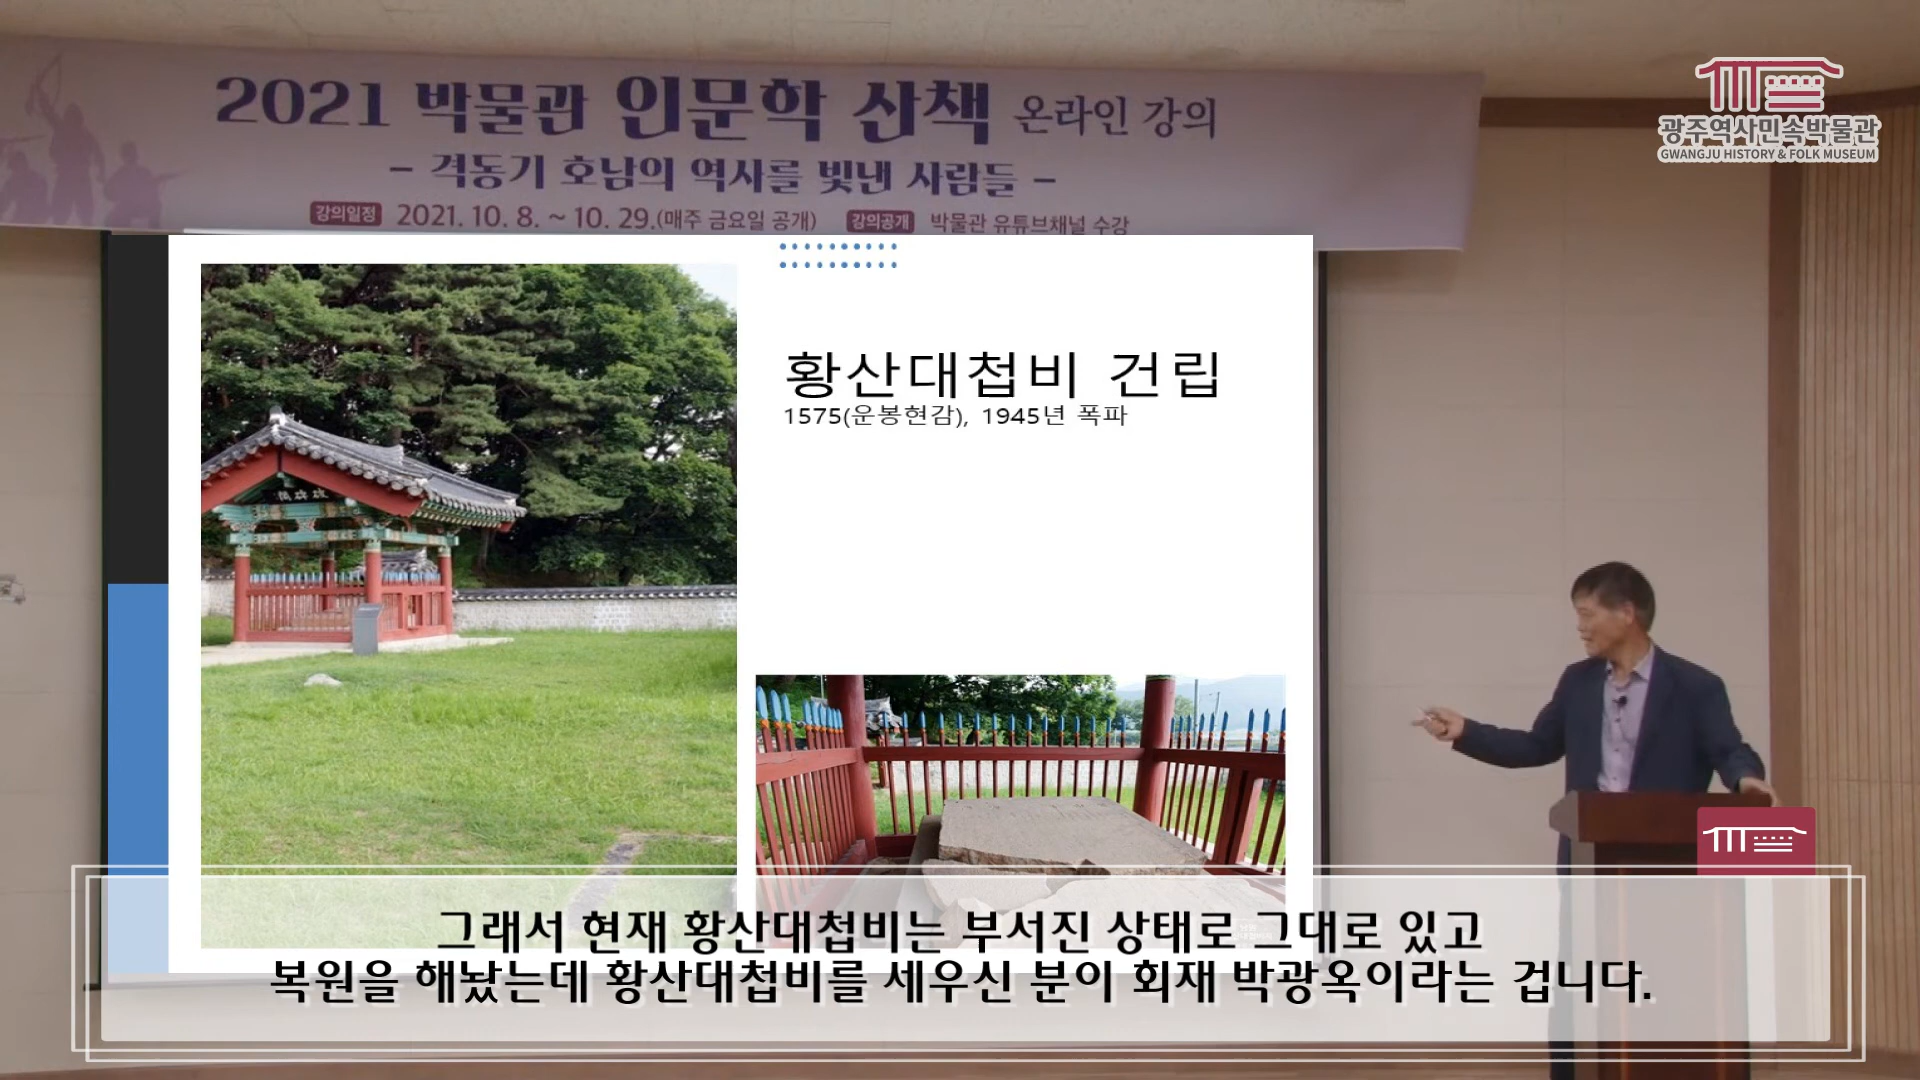 2021 박물관 인문학 산책 온라인 강의
- 격동기 호남의 역사를 빛낸 사람들 -
강의일정 2021. 10. 8. ~ 10. 29.(매주 금요일 공개) 강의공개 박물관 유튜브채널 수강
광주역사민속박물관
GWANGJU HISTORY & FOLK MUSEUM
황산대첩비 건립
1575(운봉현감), 1945년 폭파
그래서 현재 황산대첩비는 부서진 상태로 그대로 있고
복원을 해놨는데 황산대첩비를 세우신 분이 회재 박광옥이라는 겁니다.